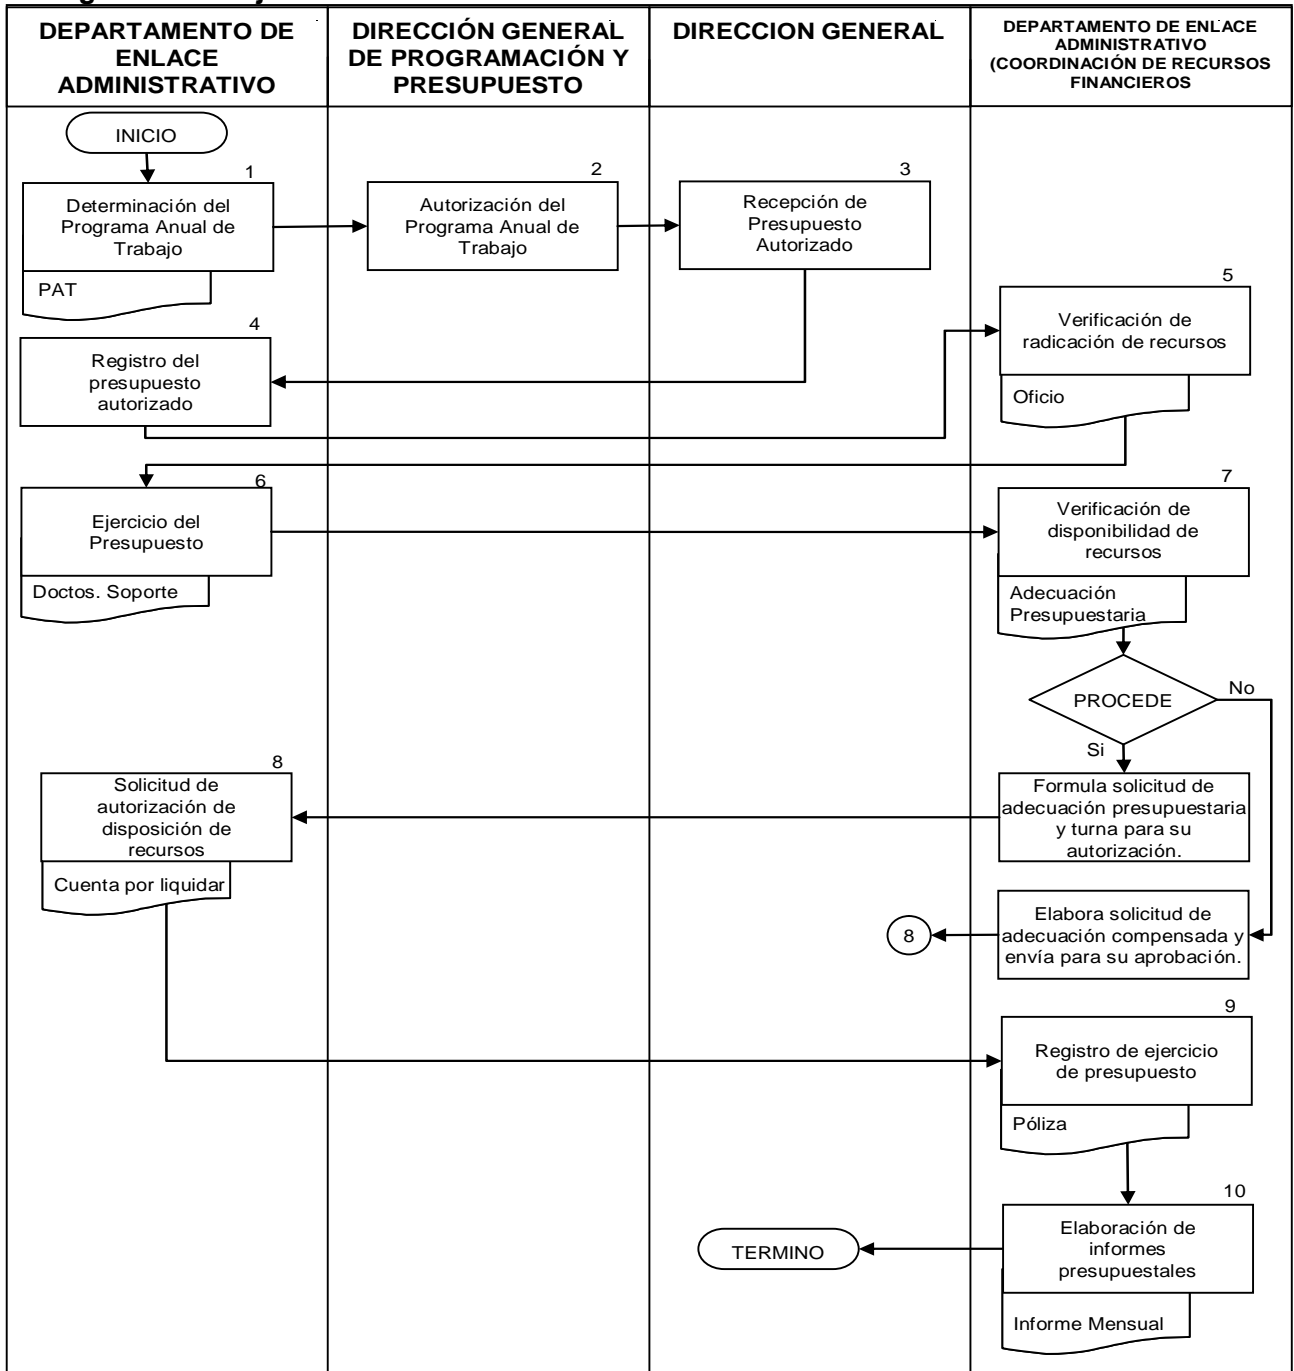 DEPARTAMENTO DE
ENLACE
ADMINISTRATIVO
DIRECCIÓN GENERAL
DE PROGRAMACIÓN Y
PRESUPUESTO
DIRECCION GENERAL
DEPARTAMENTO DE ENLACE
ADMINISTRATIVO
(COORDINACIÓN DE RECURSOS
FINANCIEROS
INICIO
1
Determinación del
Programa Anual de
Trabajo
PAT
2
Autorización del
Programa Anual de
Trabajo
3
Recepción de
Presupuesto
Autorizado
4
Registro del
presupuesto
autorizado
5
Verificación de
radicación de recursos
Oficio
6
Ejercicio del
Presupuesto
Doctos. Soporte
7
Verificación de
disponibilidad de
recursos
Adecuación
Presupuestaria
PROCEDE
No
Si
Formula solicitud de
adecuación presupuestaria
y turna para su
autorización.
8
Solicitud de
autorización de
disposición de
recursos
Cuenta por liquidar
Elabora solicitud de
adecuación compensada y
envía para su aprobación.
8
9
Registro de ejercicio
de presupuesto
Póliza
10
Elaboración de
informes
presupuestales
Informe Mensual
TERMINO